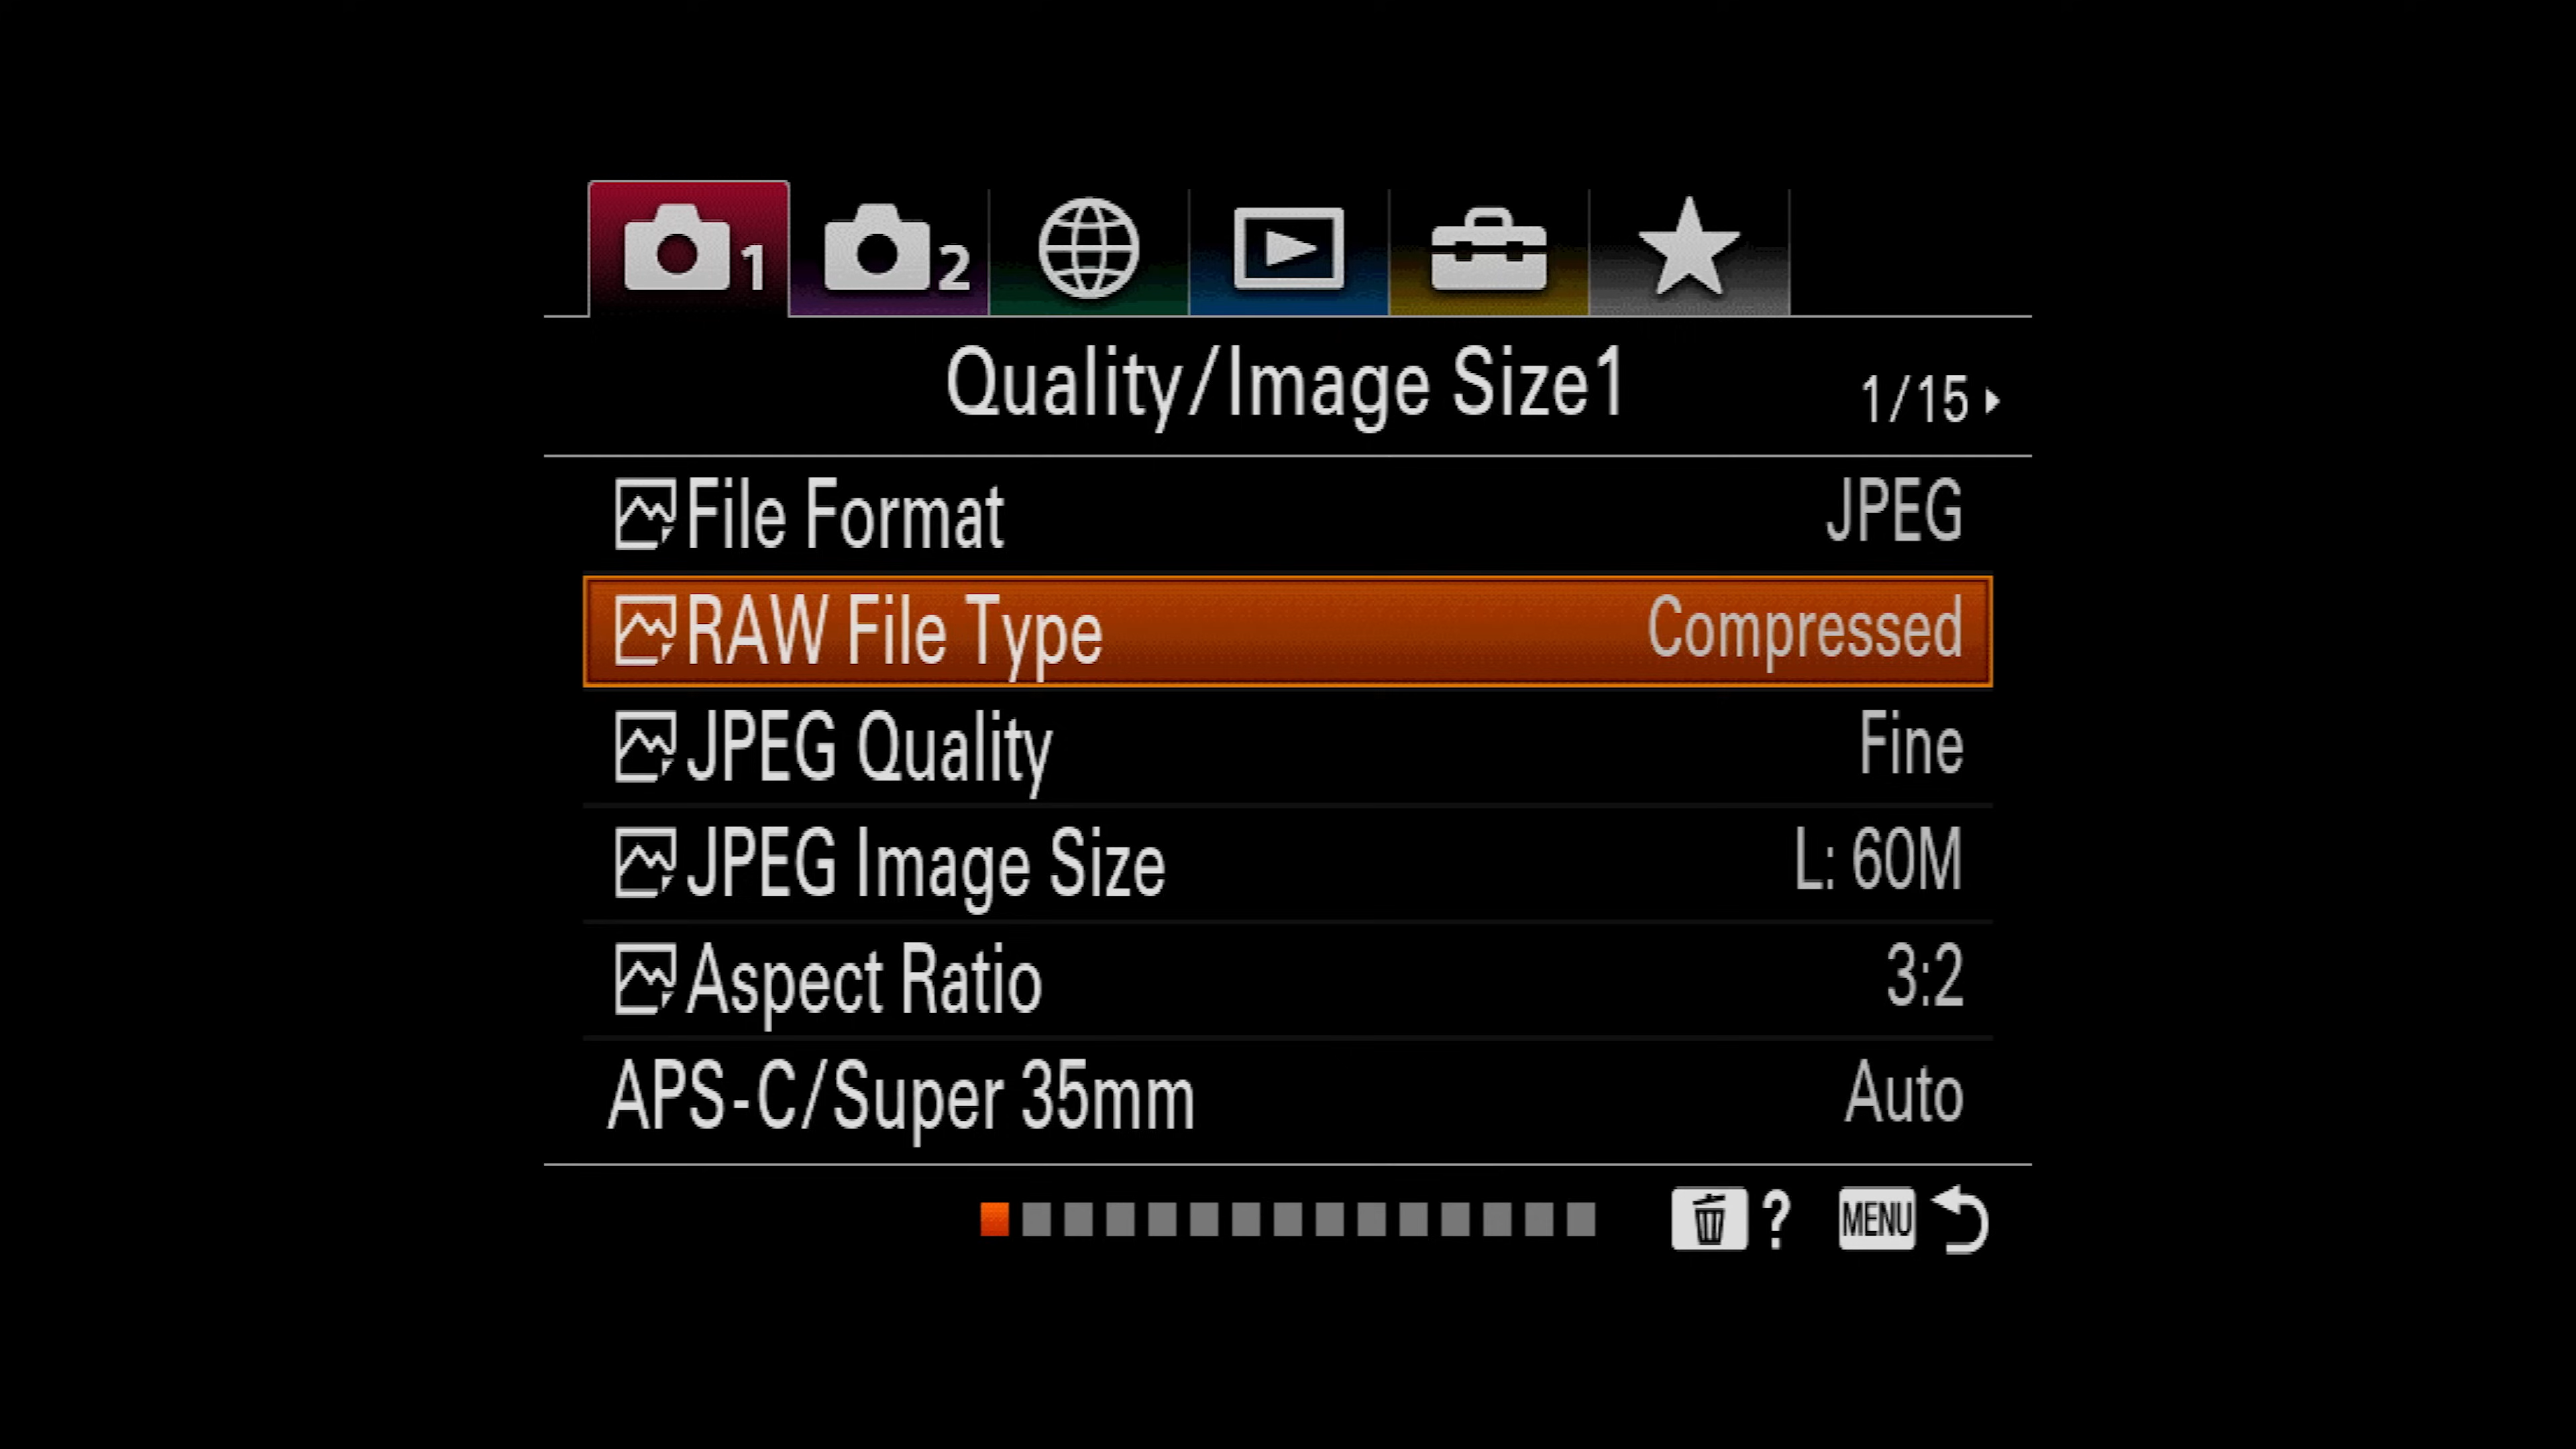 1 2
Quality/Image Size1 1/15
File Format JPEG
RAW File Type Compressed
JPEG Quality Fine
JPEG Image Size L: 60M
Aspect Ratio 3:2
APS-C/Super 35mm Auto
? MENU